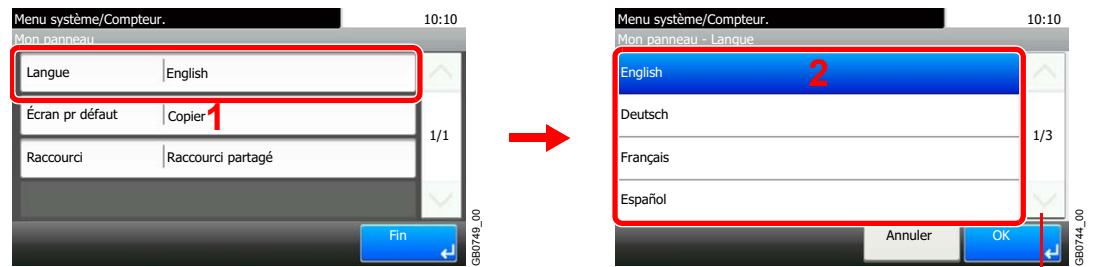 Menu système/Compteur.
10:10
Mon panneau
Langue
English
1
Écran pr défaut
Copier
1/1
Raccourci
Raccourci partagé
Fin
GB0749_00
Menu système/Compteur.
10:10
Mon panneau - Langue
English
2
Deutsch
1/3
Français
Español
Annuler
OK
GB0744_00